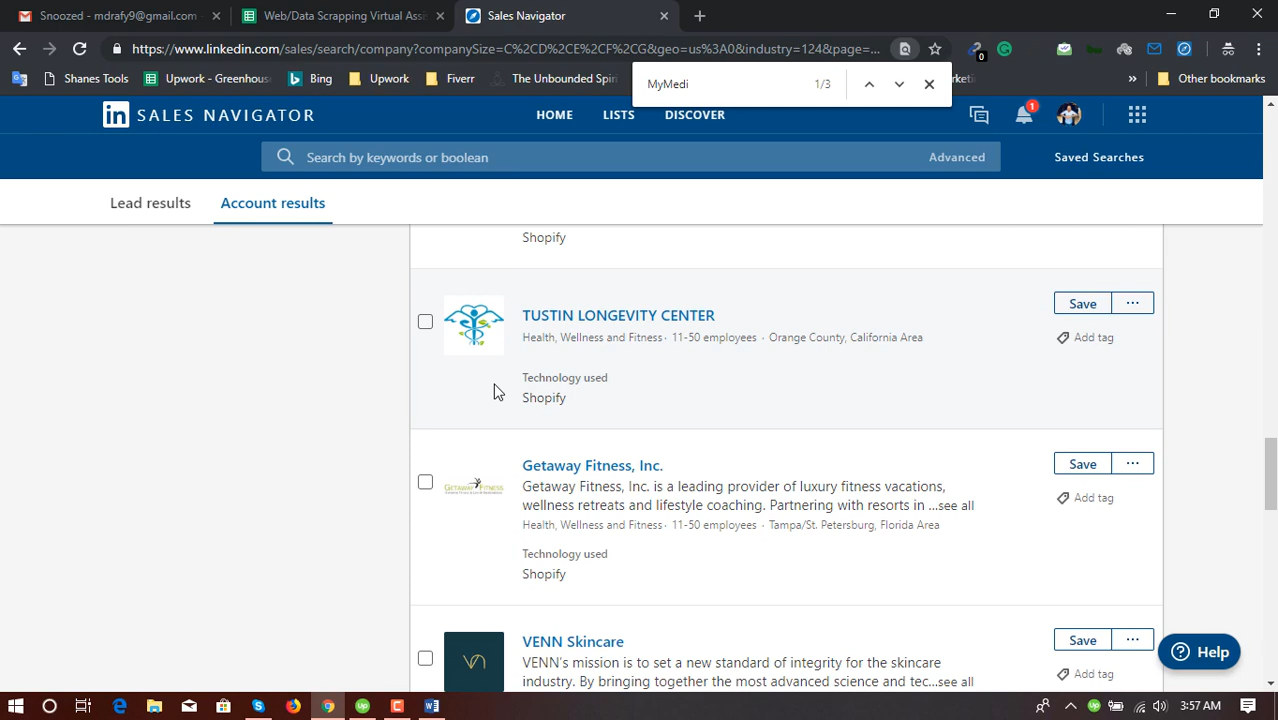 Snoozed - mdrafy9@gmail.com
Web/Data Scrapping Virtual Assi
Sales Navigator
https://www.linkedin.com/sales/search/company?companySize=C%2CD%2CE%2CF%2CG&geo=us%3A0&industry=124&page=...
0
Shanes Tools
Upwork - Greenhous
Bing
Upwork
Fiverr
The Unbounded Spiri
Other bookmarks
MyMedi
1/3
in SALES NAVIGATOR
HOME
LISTS
DISCOVER
1
Search by keywords or boolean
Advanced
Saved Searches
Lead results
Account results
Shopify
TUSTIN LONGEVITY CENTER
Health, Wellness and Fitness · 11-50 employees · Orange County, California Area
Technology used
Shopify
Save
...
Add tag
Getaway Fitness, Inc.
Getaway Fitness, Inc. is a leading provider of luxury fitness vacations,
wellness retreats and lifestyle coaching. Partnering with resorts in ...see all
Health, Wellness and Fitness · 11-50 employees · Tampa/St. Petersburg, Florida Area
Technology used
Shopify
Save
...
Add tag
GETAWAY FITNESS
VENN Skincare
VENN's mission is to set a new standard of integrity for the skincare
industry. By bringing together the most advanced science and tec...see all
Save
...
Add tag
Help
3:57 AM